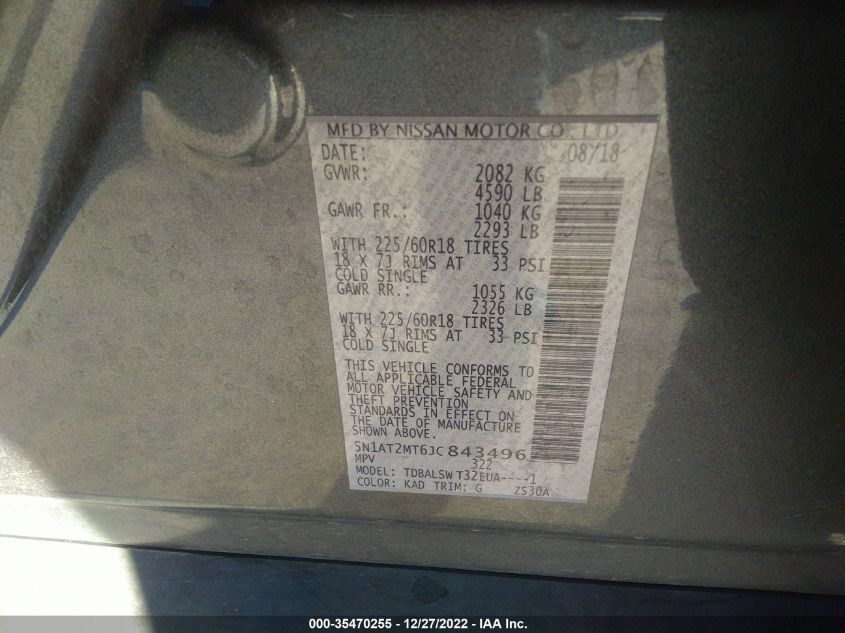 MFD BY NISSAN MOTOR CO., LTD.
DATE: 08/18
GVWR: 2082 KG
4590 LB
GAWR FR.: 1040 KG
2293 LB
WITH 225/60R18 TIRES
18 X 7J RIMS AT 33 PSI
COLD SINGLE
GAWR RR.: 1055 KG
2326 LB
WITH 225/60R18 TIRES
18 X 7J RIMS AT 33 PSI
COLD SINGLE
THIS VEHICLE CONFORMS TO
ALL APPLICABLE FEDERAL
MOTOR VEHICLE SAFETY AND
THEFT PREVENTION
STANDARDS IN EFFECT ON
THE DATE OF MANUFACTURE
SHOWN ABOVE.
5N1AT2MT6JC843496
MPV 322
MODEL: TDBALSW T32EUA----1
COLOR: KAD TRIM: G ZS30A
000-35470255 - 12/27/2022 - IAA Inc.